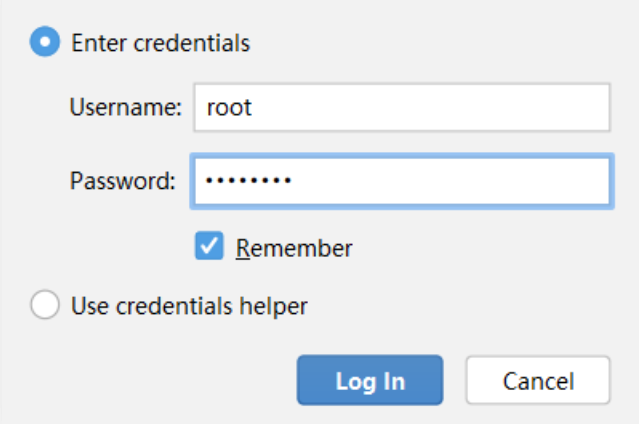 Enter credentials
Username: root
Password: ••••••••
Remember
Use credentials helper
Log In Cancel